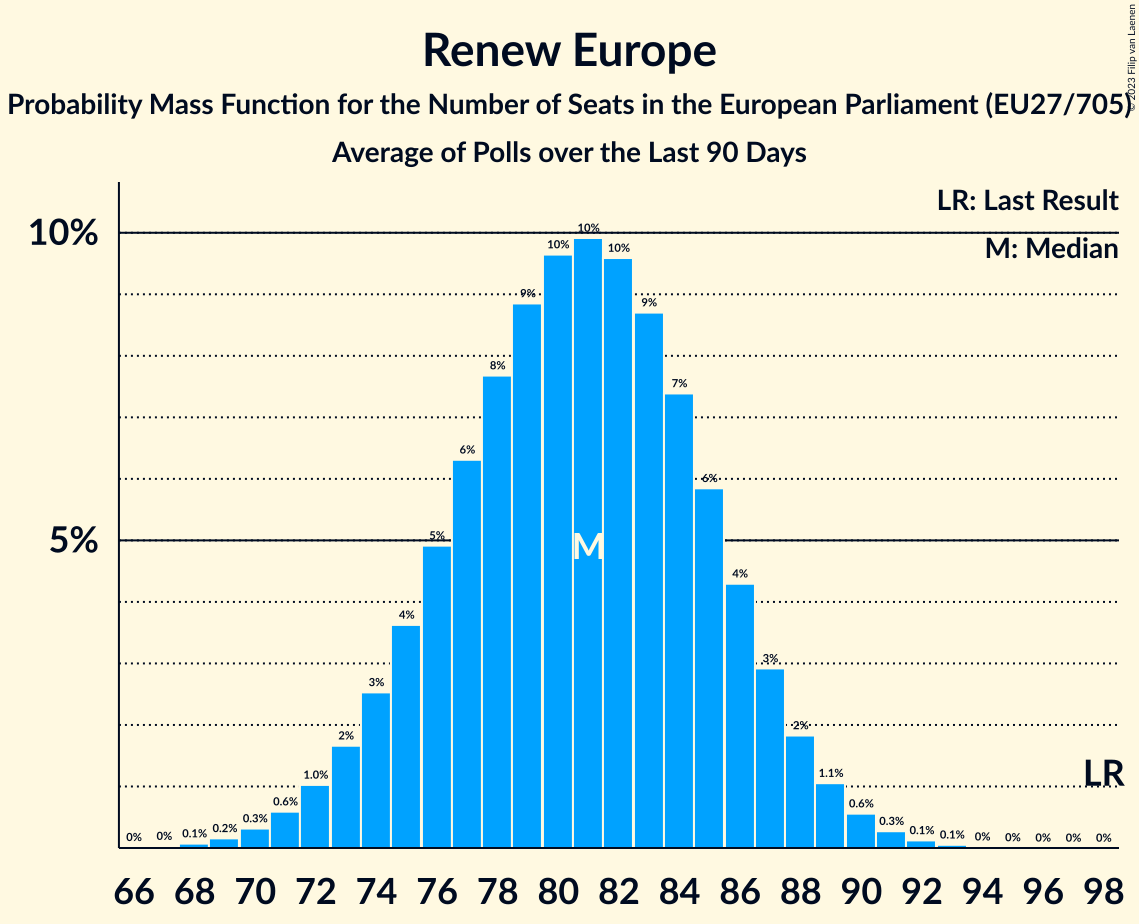 © 2023 Filip van Laenen
Renew Europe
Probability Mass Function for the Number of Seats in the European Parliament (EU27/705)
Average of Polls over the Last 90 Days
LR: Last Result
M: Median
10%
5%
0% 0% 0.1% 0.2% 0.3% 0.6% 1.0% 2% 3% 4% 5% 6% 8% 9% 10% 10% 10% 9% 7% 6% 4% 3% 2% 1.1% 0.6% 0.3% 0.1% 0.1% 0% 0% 0% 0% 0%
M
LR
66 68 70 72 74 76 78 80 82 84 86 88 90 92 94 96 98